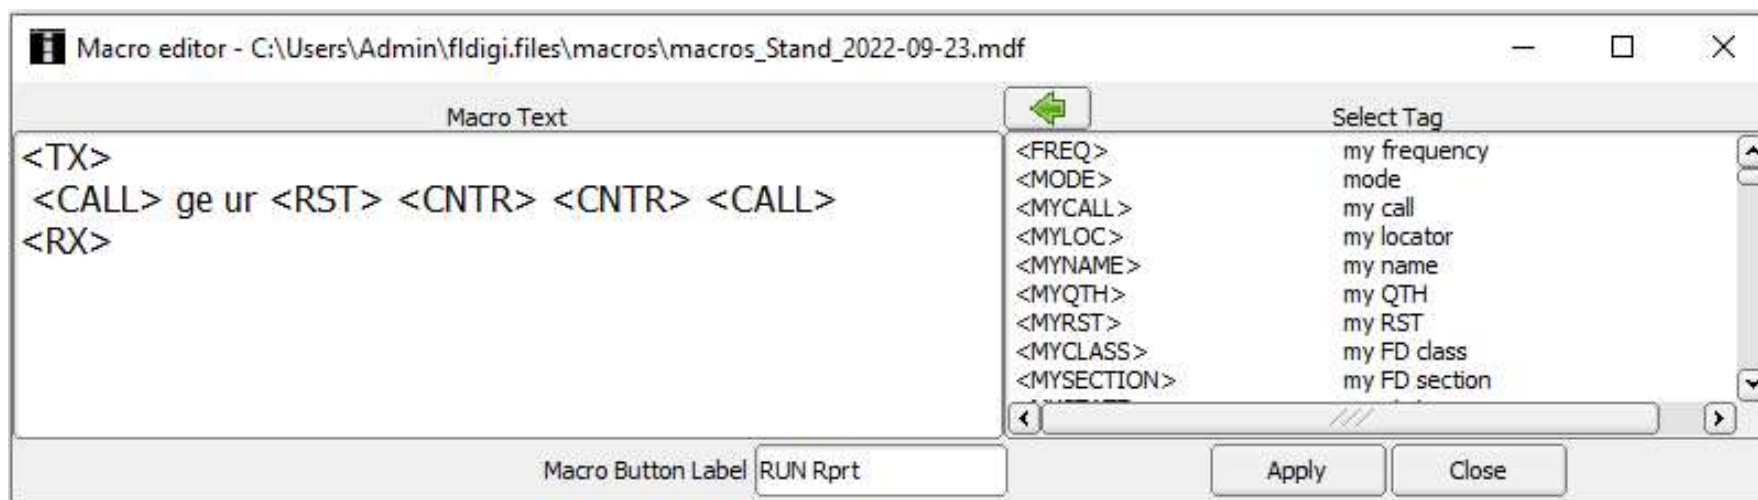 Macro editor - C:\Users\Admin\fldigi.files\macros\macros_Stand_2022-09-23.mdf
Macro Text
<TX>
<CALL> ge ur <RST> <CNTR> <CNTR> <CALL>
<RX>
Select Tag
<FREQ> my frequency
<MODE> mode
<MYCALL> my call
<MYLOC> my locator
<MYNAME> my name
<MYQTH> my QTH
<MYRST> my RST
<MYCLASS> my FD class
<MYSECTION> my FD section
Macro Button Label RUN Rprt
Apply Close